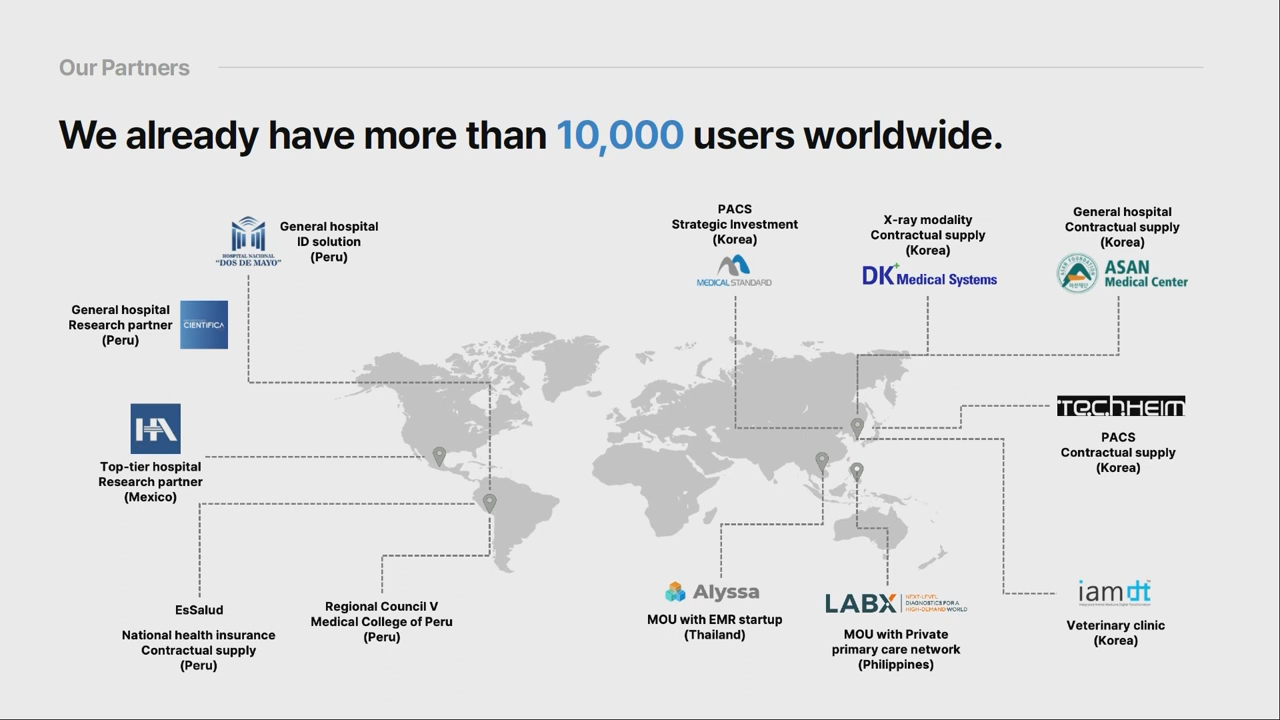 Our Partners
We already have more than 10,000 users worldwide.
HOSPITAL NACIONAL
"DOS DE MAYO"
General hospital
ID solution
(Peru)
PACS
Strategic Investment
(Korea)
MEDICAL STANDARD
X-ray modality
Contractual supply
(Korea)
DK+ Medical Systems
General hospital
Contractual supply
(Korea)
ASAN
Medical Center
General hospital
Research partner
(Peru)
CIENTIFICA
HA
Top-tier hospital
Research partner
(Mexico)
TECHHEIM
PACS
Contractual supply
(Korea)
EsSalud
National health insurance
Contractual supply
(Peru)
Regional Council V
Medical College of Peru
(Peru)
Alyssa
MOU with EMR startup
(Thailand)
LABX
NEXT-LEVEL
DIAGNOSTICS FOR A
HIGH-DEMAND WORLD
MOU with Private
primary care network
(Philippines)
iamdt
Veterinary clinic
(Korea)